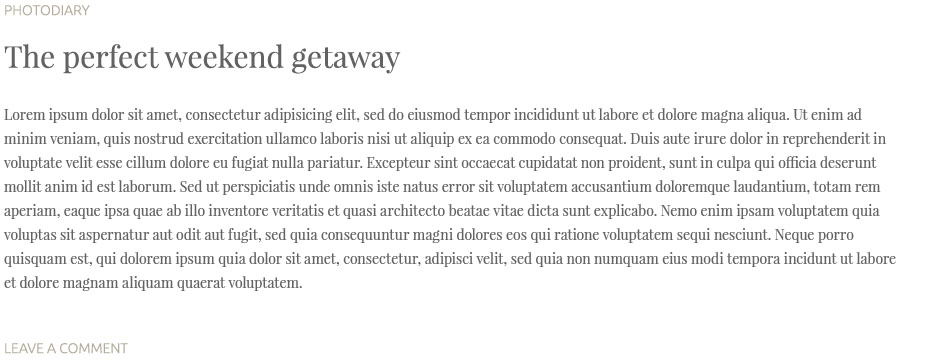 PHOTODIARY
The perfect weekend getaway
Lorem ipsum dolor sit amet, consectetur adipisicing elit, sed do eiusmod tempor incididunt ut labore et dolore magna aliqua. Ut enim ad
minim veniam, quis nostrud exercitation ullamco laboris nisi ut aliquip ex ea commodo consequat. Duis aute irure dolor in reprehenderit in
voluptate velit esse cillum dolore eu fugiat nulla pariatur. Excepteur sint occaecat cupidatat non proident, sunt in culpa qui officia deserunt
mollit anim id est laborum. Sed ut perspiciatis unde omnis iste natus error sit voluptatem accusantium doloremque laudantium, totam rem
aperiam, eaque ipsa quae ab illo inventore veritatis et quasi architecto beatae vitae dicta sunt explicabo. Nemo enim ipsam voluptatem quia
voluptas sit aspernatur aut odit aut fugit, sed quia consequuntur magni dolores eos qui ratione voluptatem sequi nesciunt. Neque porro
quisquam est, qui dolorem ipsum quia dolor sit amet, consectetur, adipisci velit, sed quia non numquam eius modi tempora incidunt ut labore
et dolore magnam aliquam quaerat voluptatem.
LEAVE A COMMENT